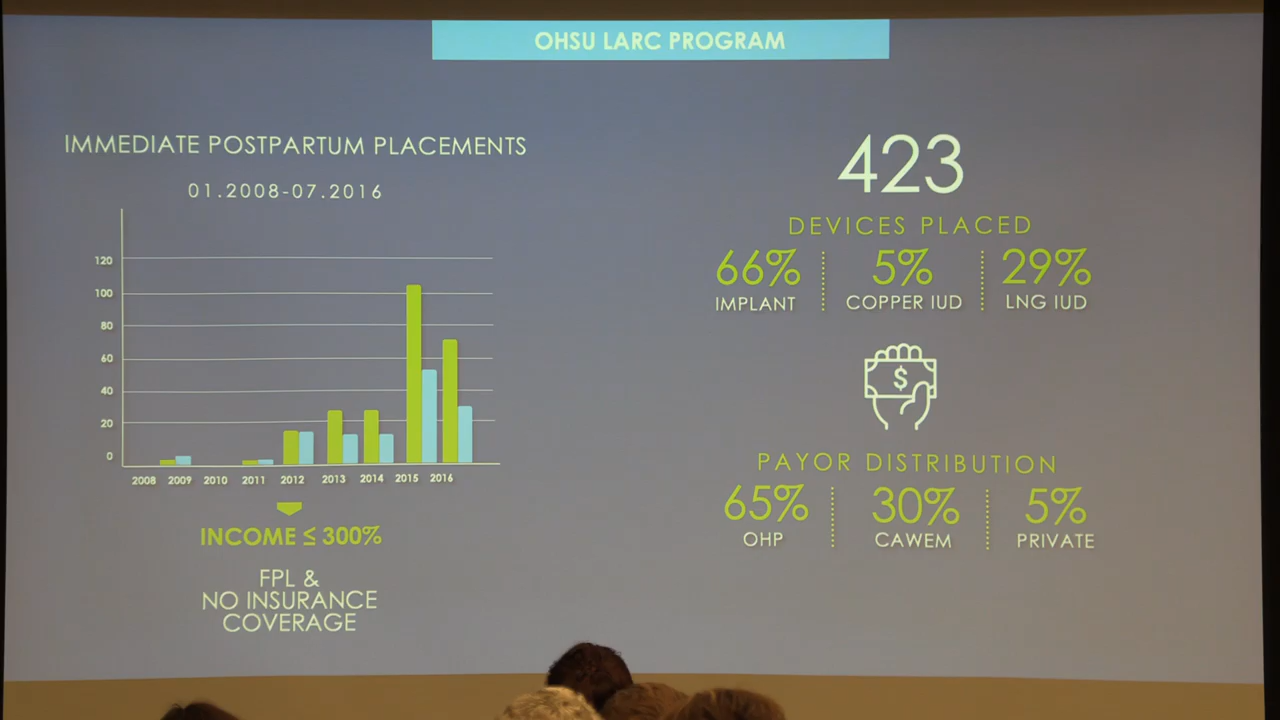 OHSU LARC PROGRAM
IMMEDIATE POSTPARTUM PLACEMENTS
01.2008-07.2016
120
100
80
60
40
20
0
2008 2009 2010 2011 2012 2013 2014 2015 2016
INCOME ≤ 300%
FPL &
NO INSURANCE
COVERAGE
423
DEVICES PLACED
66% 5% 29%
IMPLANT COPPER IUD LNG IUD
$
PAYOR DISTRIBUTION
65% 30% 5%
OHP CAWEM PRIVATE